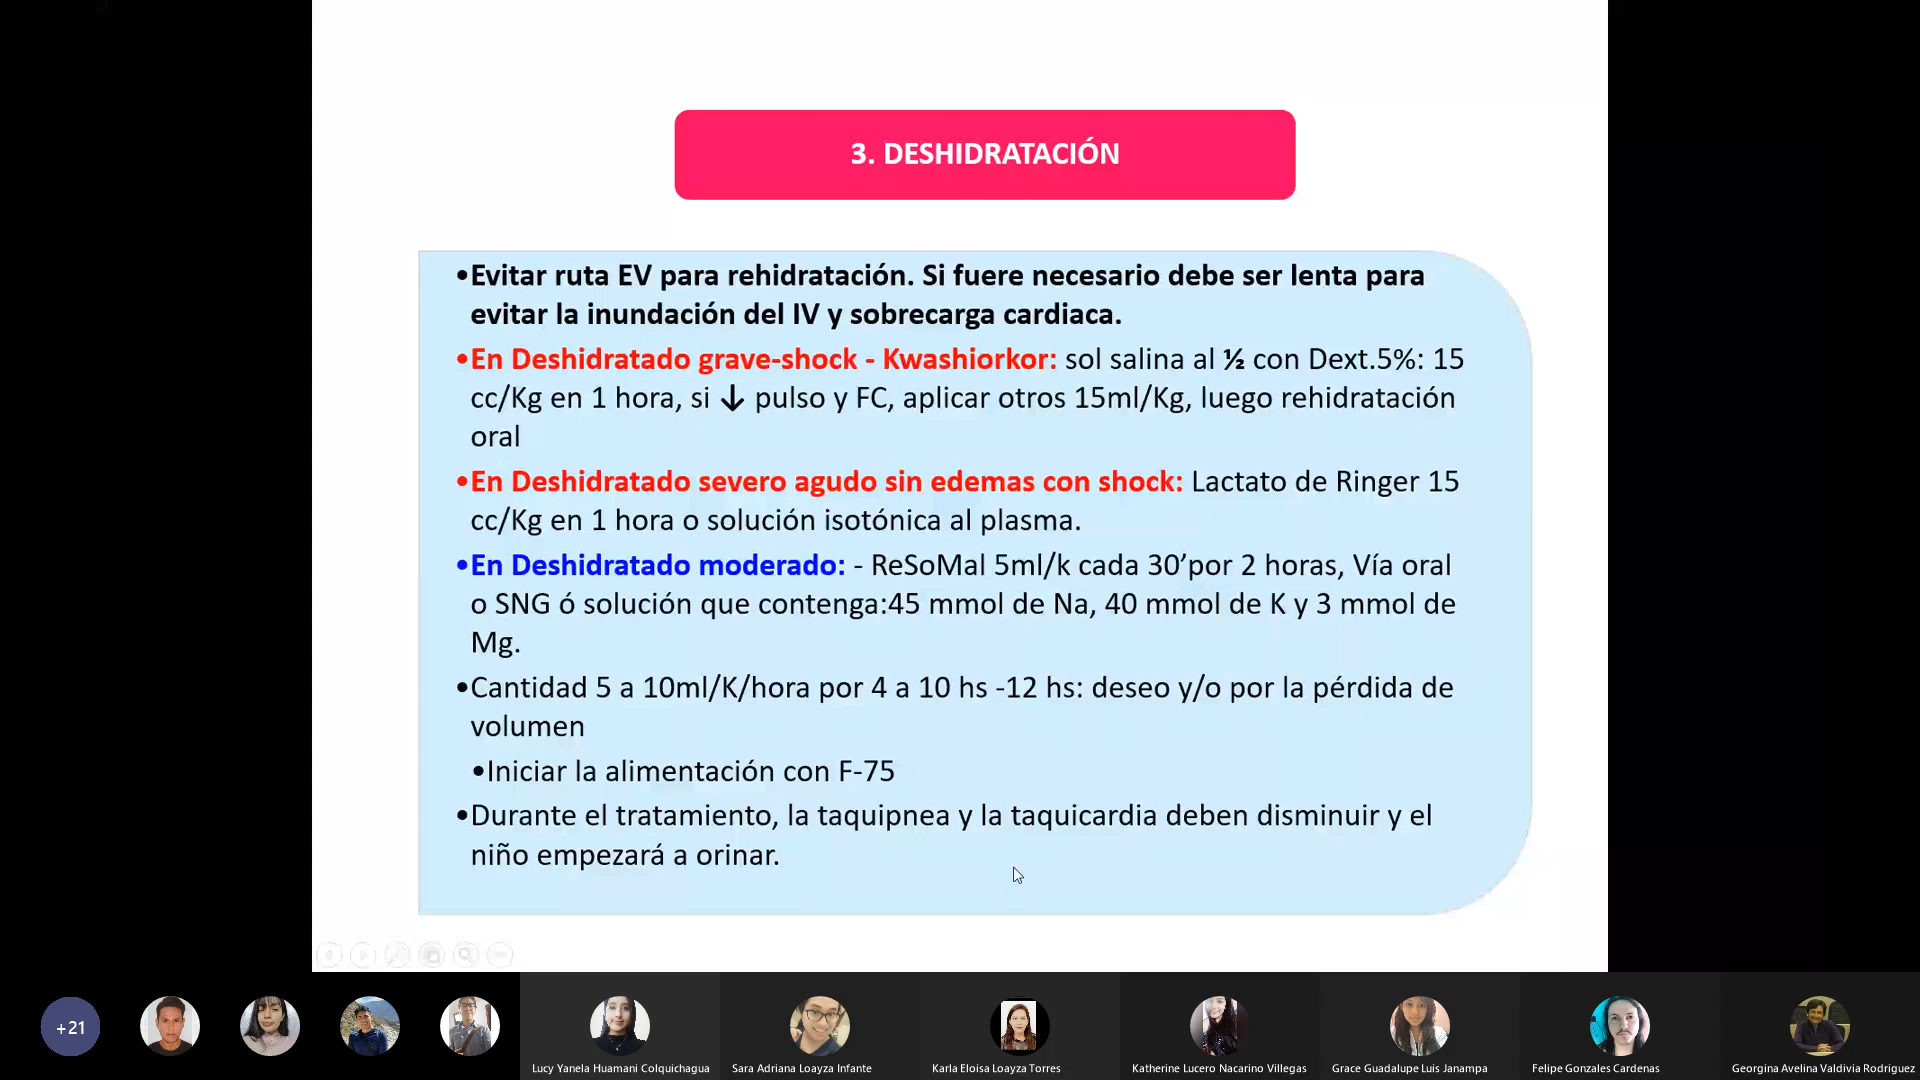 3. DESHIDRATACIÓN
•Evitar ruta EV para rehidratación. Si fuere necesario debe ser lenta para
evitar la inundación del IV y sobrecarga cardiaca.
•En Deshidratado grave-shock - Kwashiorkor: sol salina al ½ con Dext.5%: 15
cc/Kg en 1 hora, si ↓ pulso y FC, aplicar otros 15ml/Kg, luego rehidratación
oral
•En Deshidratado severo agudo sin edemas con shock: Lactato de Ringer 15
cc/Kg en 1 hora o solución isotónica al plasma.
•En Deshidratado moderado: - ReSoMal 5ml/k cada 30’por 2 horas, Vía oral
o SNG ó solución que contenga:45 mmol de Na, 40 mmol de K y 3 mmol de
Mg.
•Cantidad 5 a 10ml/K/hora por 4 a 10 hs -12 hs: deseo y/o por la pérdida de
volumen
•Iniciar la alimentación con F-75
•Durante el tratamiento, la taquipnea y la taquicardia deben disminuir y el
niño empezará a orinar.
+21
Lucy Yanela Huamani Colquichagua
Sara Adriana Loayza Infante
Karla Eloisa Loayza Torres
Katherine Lucero Nacarino Villegas
Grace Guadalupe Luis Janampa
Felipe Gonzales Cardenas
Georgina Avelina Valdivia Rodriguez